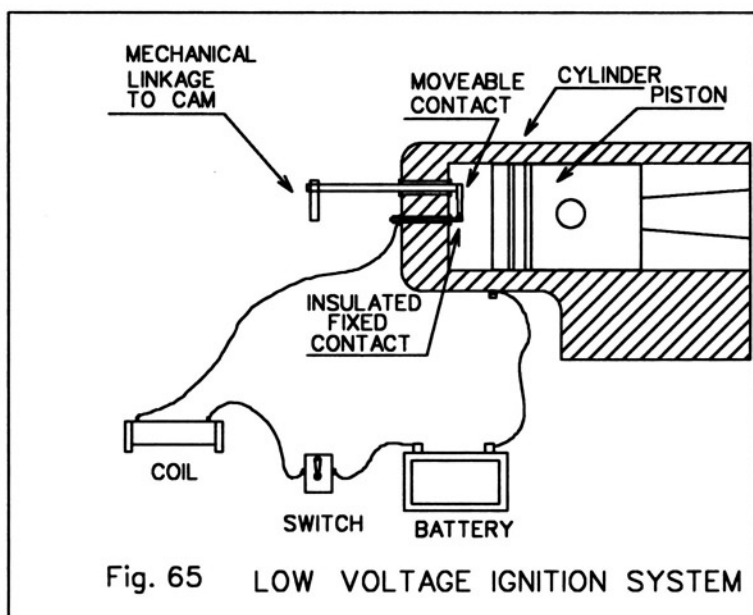 MECHANICAL
LINKAGE
TO CAM
MOVEABLE
CONTACT
CYLINDER
PISTON
INSULATED
FIXED
CONTACT
COIL
SWITCH
BATTERY
Fig. 65 LOW VOLTAGE IGNITION SYSTEM